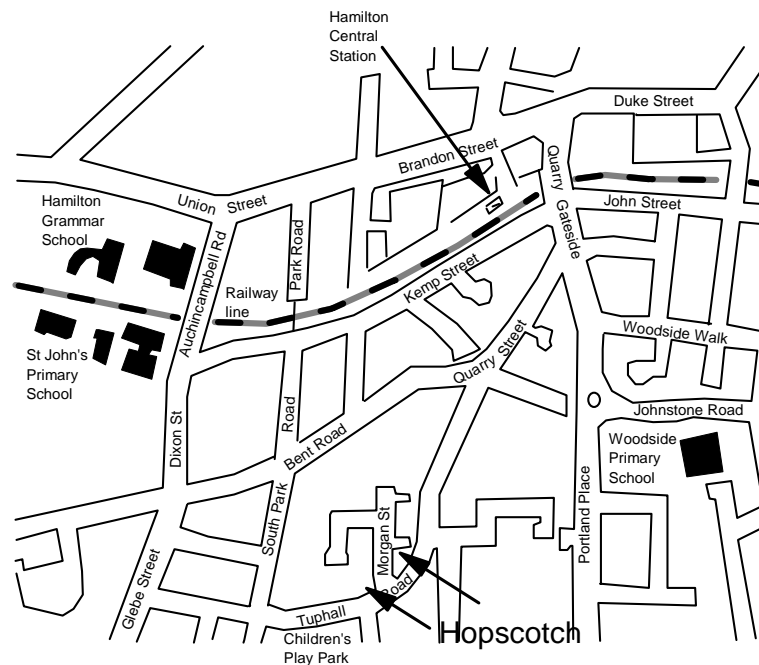 Hamilton
Central
Station
Duke Street
Brandon Street
Quarry Gateside
Union Street
John Street
Hamilton
Grammar
School
Auchincampbell Rd
Park Road
Railway
line
Kemp Street
Woodside Walk
Quarry Street
St John's
Primary
School
Johnstone Road
Dixon St
South Park Road
Bent Road
Woodside
Primary
School
Portland Place
Morgan St
Glebe Street
Tuphall Road
Children's
Play Park
Hopscotch